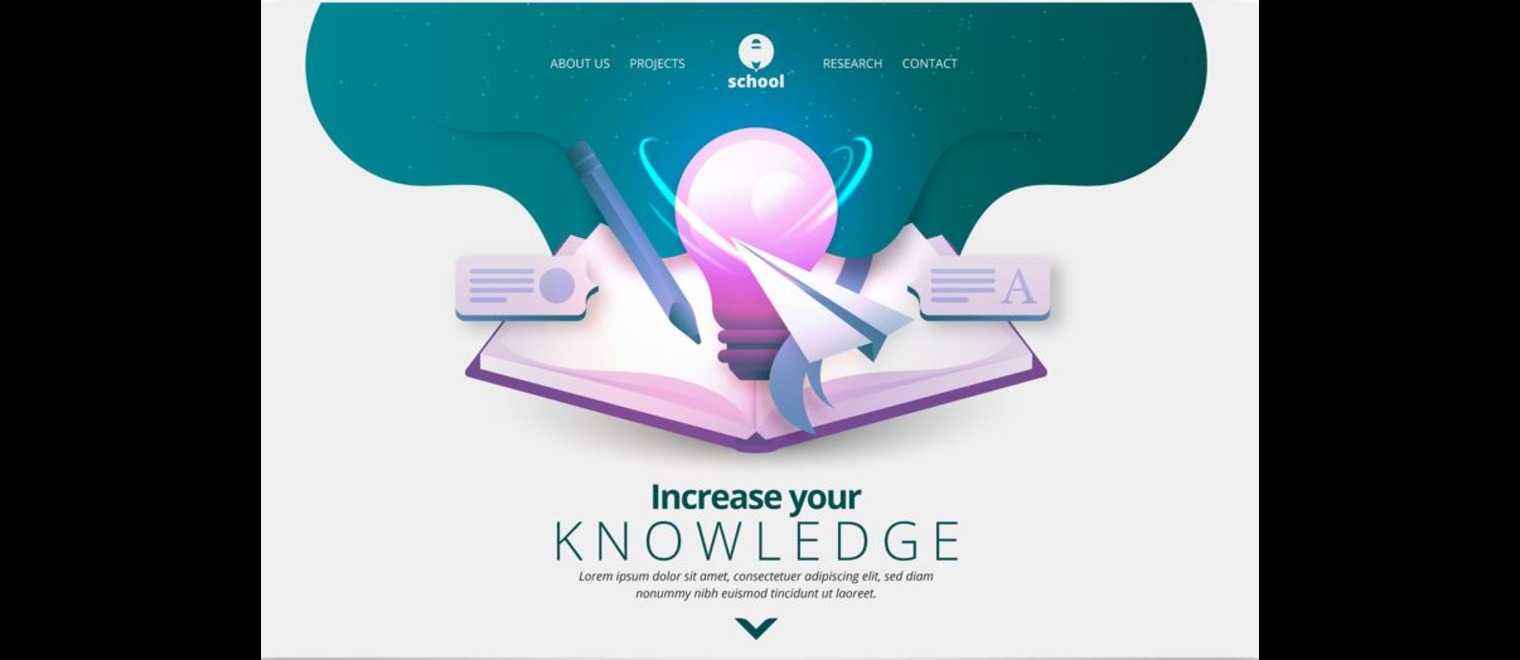 ABOUT US PROJECTS school RESEARCH CONTACT
A
Increase your
KNOWLEDGE
Lorem ipsum dolor sit amet, consectetuer adipiscing elit, sed diam
nonummy nibh euismod tincidunt ut laoreet.